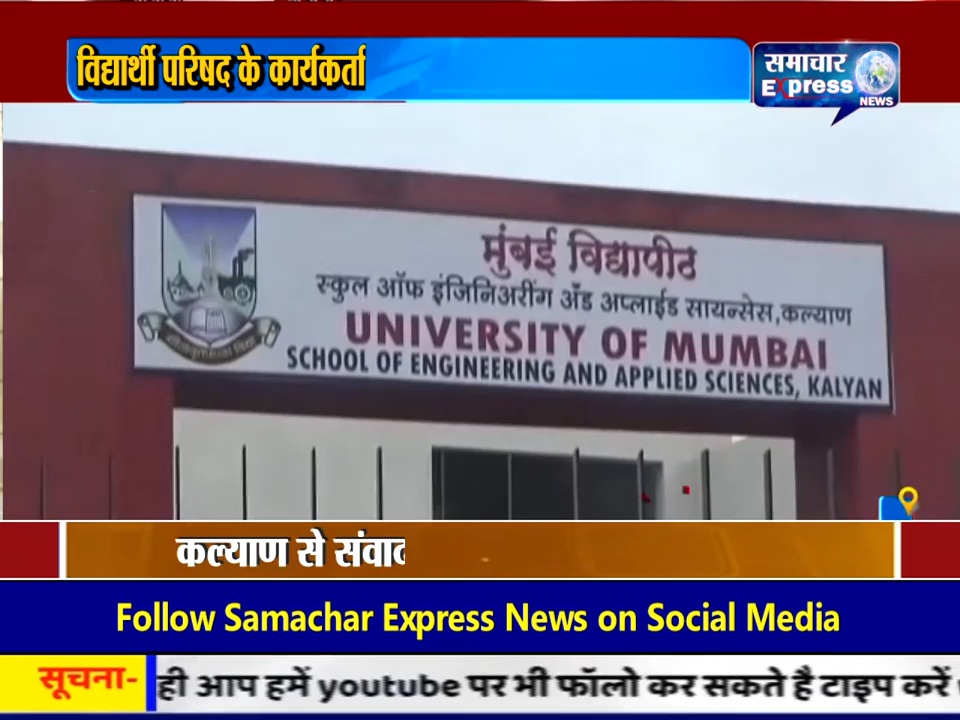 विद्यार्थी परिषद के कार्यकर्ता
समाचार
Express
NEWS
मुंबई विद्यापीठ
स्कुल ऑफ इंजिनिअरींग अँड अप्लाईड सायन्सेस,कल्याण
UNIVERSITY OF MUMBAI
SCHOOL OF ENGINEERING AND APPLIED SCIENCES, KALYAN
कल्याण से
Follow Samachar Express News on Social Media
सूचना-
ही आप हमें youtube पर भी फॉलो कर सकते है टाइप करें